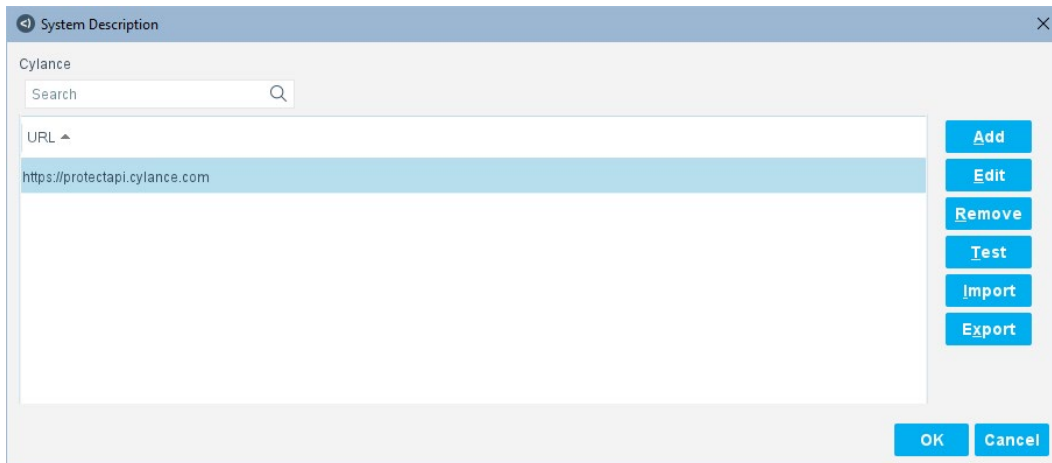 System Description
Cylance
Search
URL
Add
https://protectapi.cylance.com
Edit
Remove
Test
Import
Export
OK
Cancel